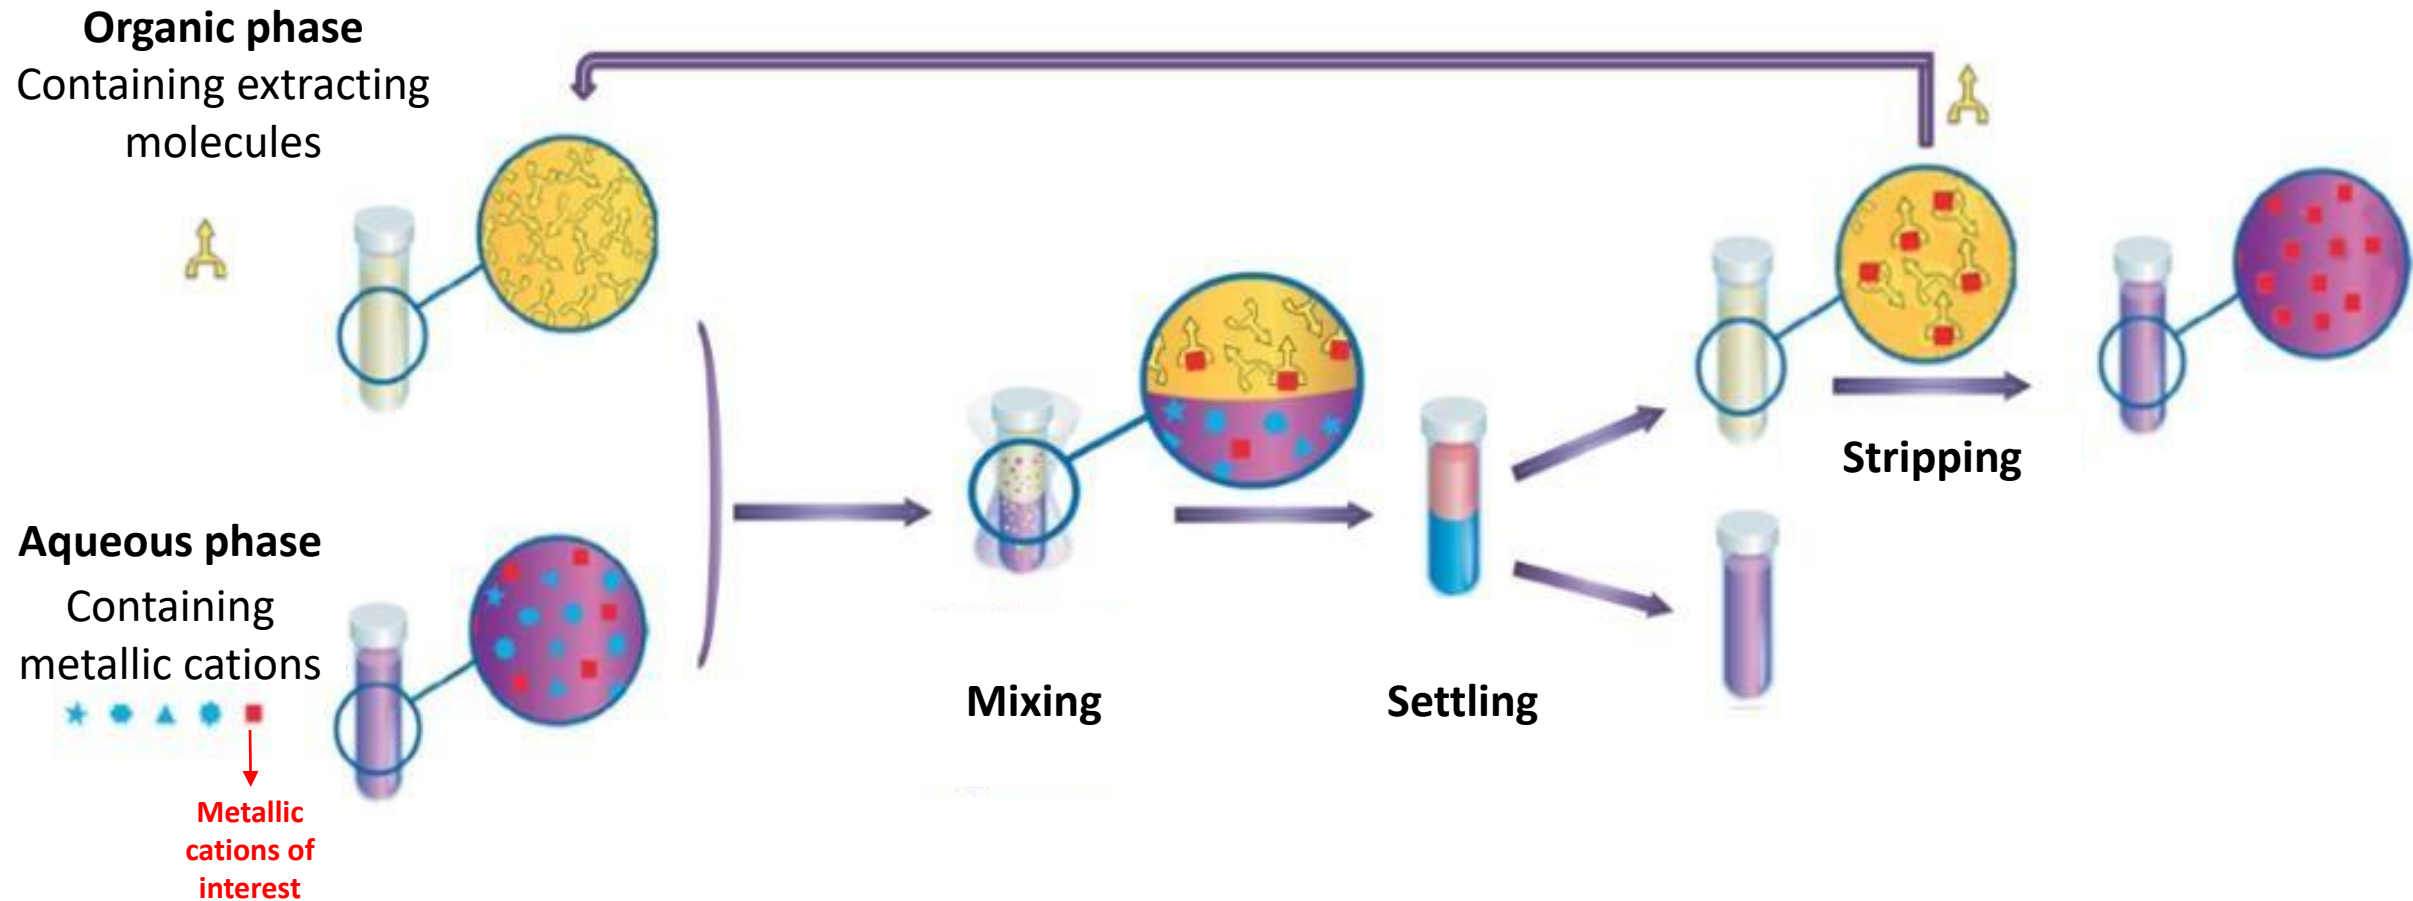 Organic phase
Containing extracting
molecules
Aqueous phase
Containing
metallic cations
Metallic
cations of
interest
Mixing
Settling
Stripping